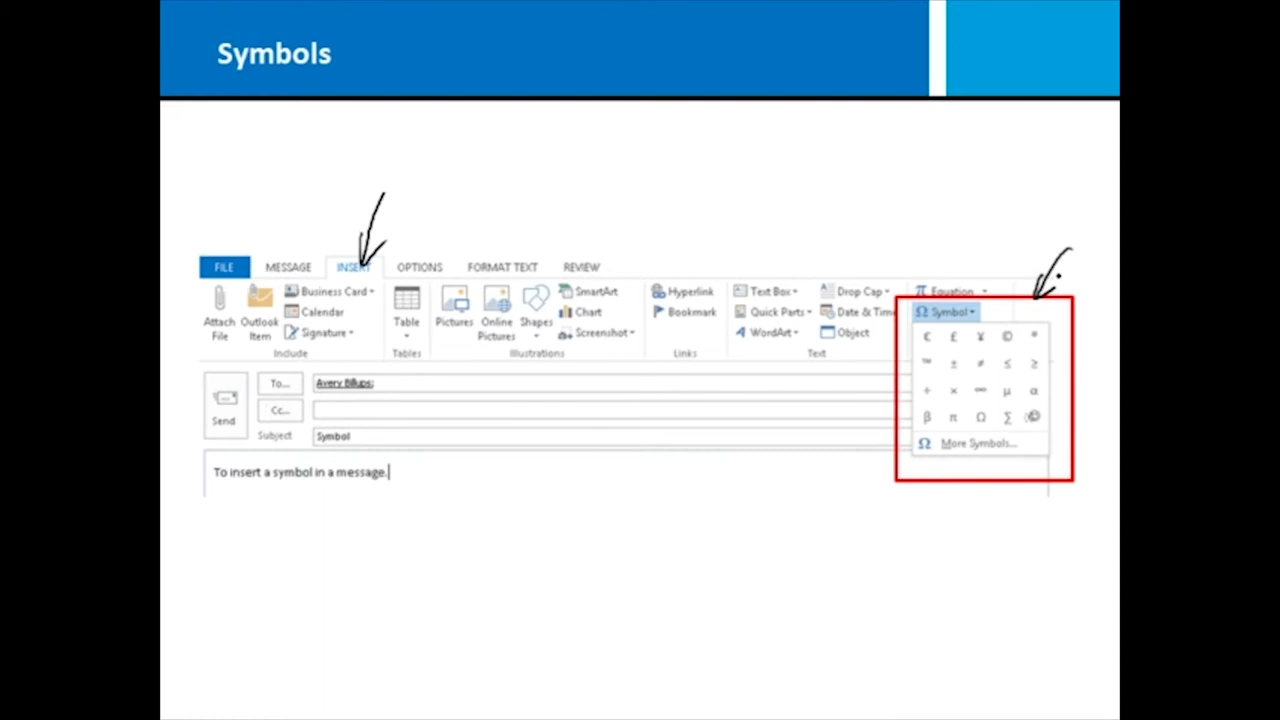 Symbols
FILE MESSAGE INSERT OPTIONS FORMAT TEXT REVIEW
Business Card SmartArt Hyperlink Text Box Drop Cap π Equation
Calendar Chart Bookmark Quick Parts Date & Time Ω Symbol
Attach File Outlook Item Signature Table Pictures Online Pictures Shapes Screenshot WordArt Object
Include Tables Illustrations Links Text
€ £ ¥ ©
™ ± ≠ ≤ ≥
÷ × ∞ µ α
β π Ω ∑
Ω More Symbols...
Send
To... Avery Billups;
Cc...
Subject Symbol
To insert a symbol in a message.